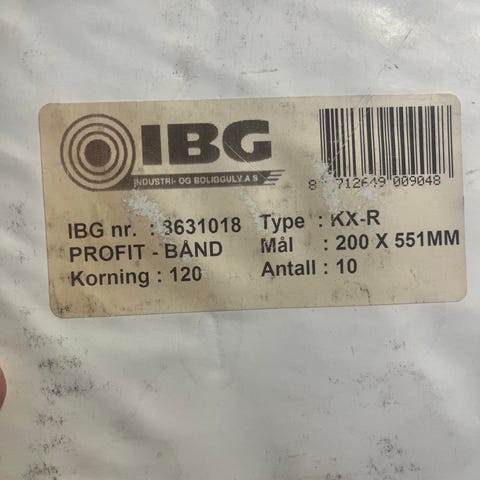 IBG
INDUSTRI- OG BOLIGGULV A S
8 712649 009048
IBG nr. : 3631018 Type : KX-R
PROFIT - BÅND Mål : 200 X 551MM
Korning : 120 Antall : 10